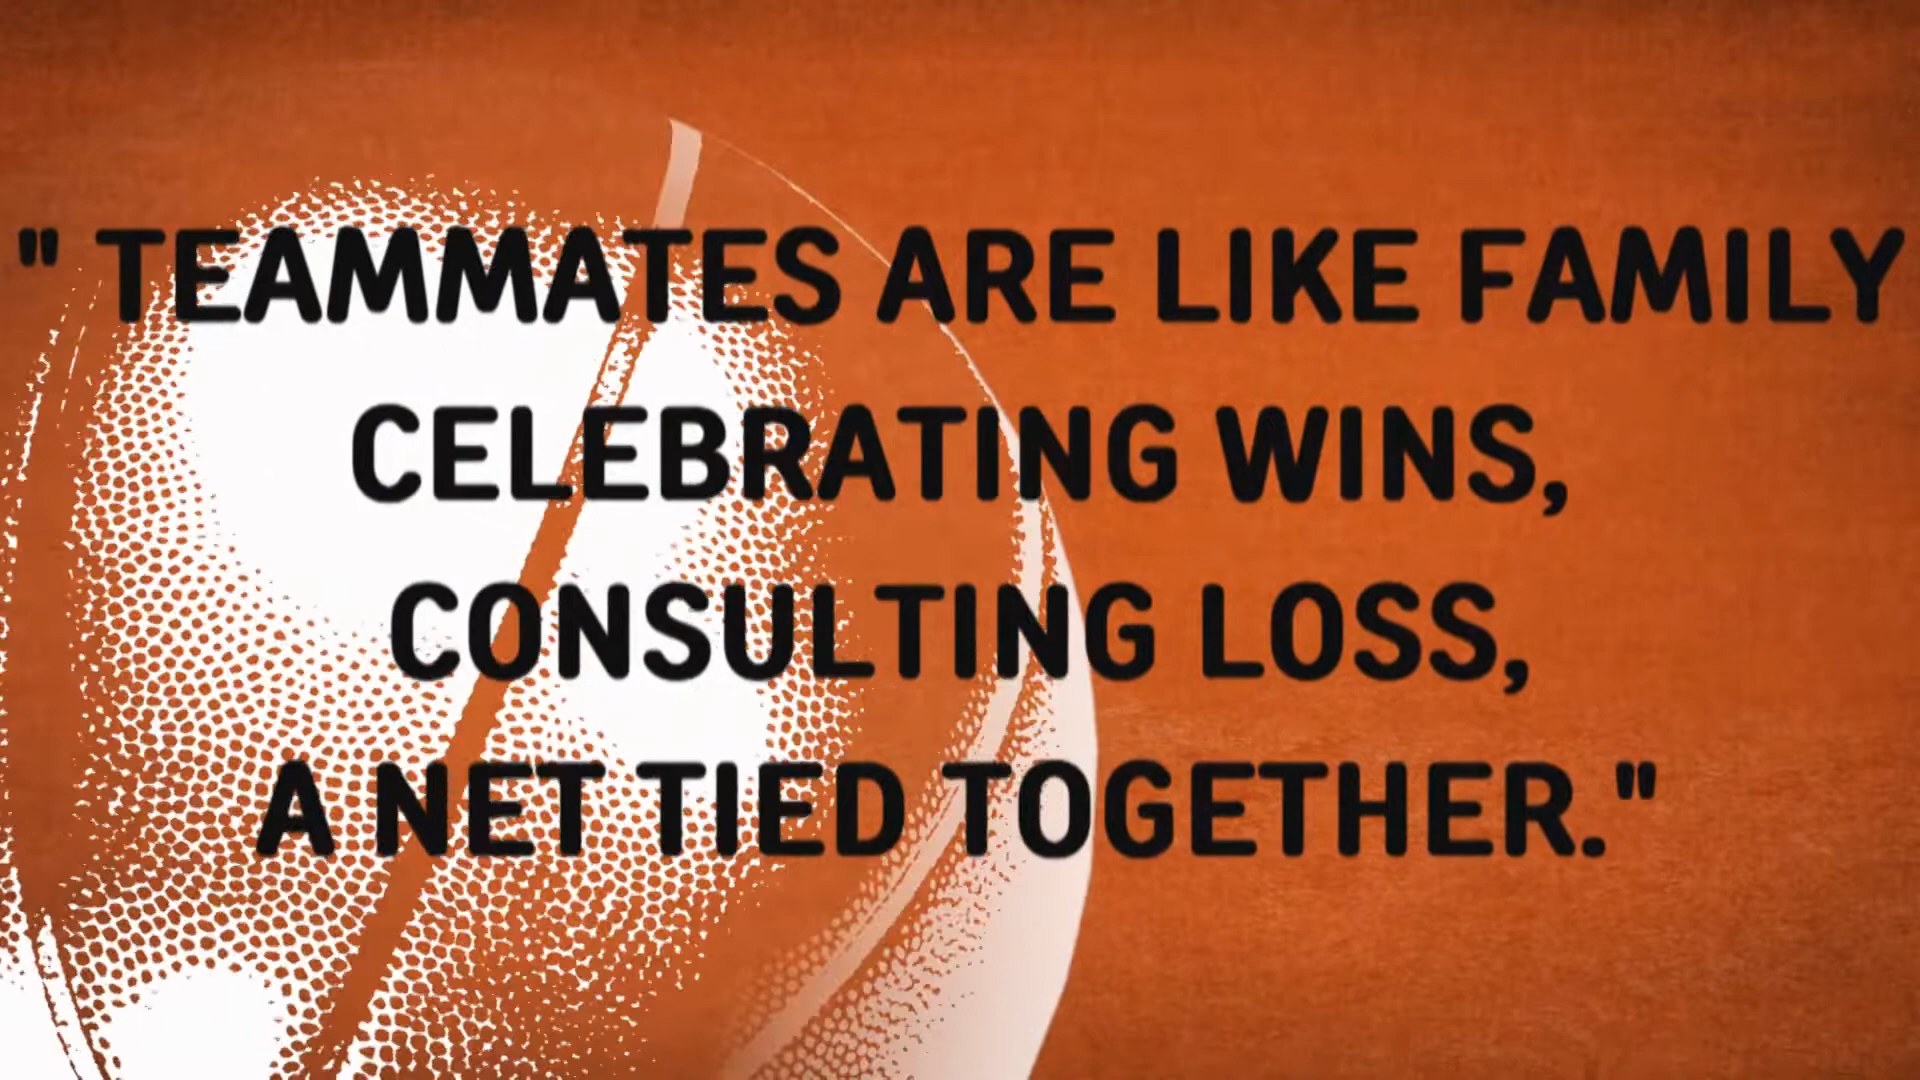 " TEAMMATES ARE LIKE FAMILY
CELEBRATING WINS,
CONSULTING LOSS,
A NET TIED TOGETHER."